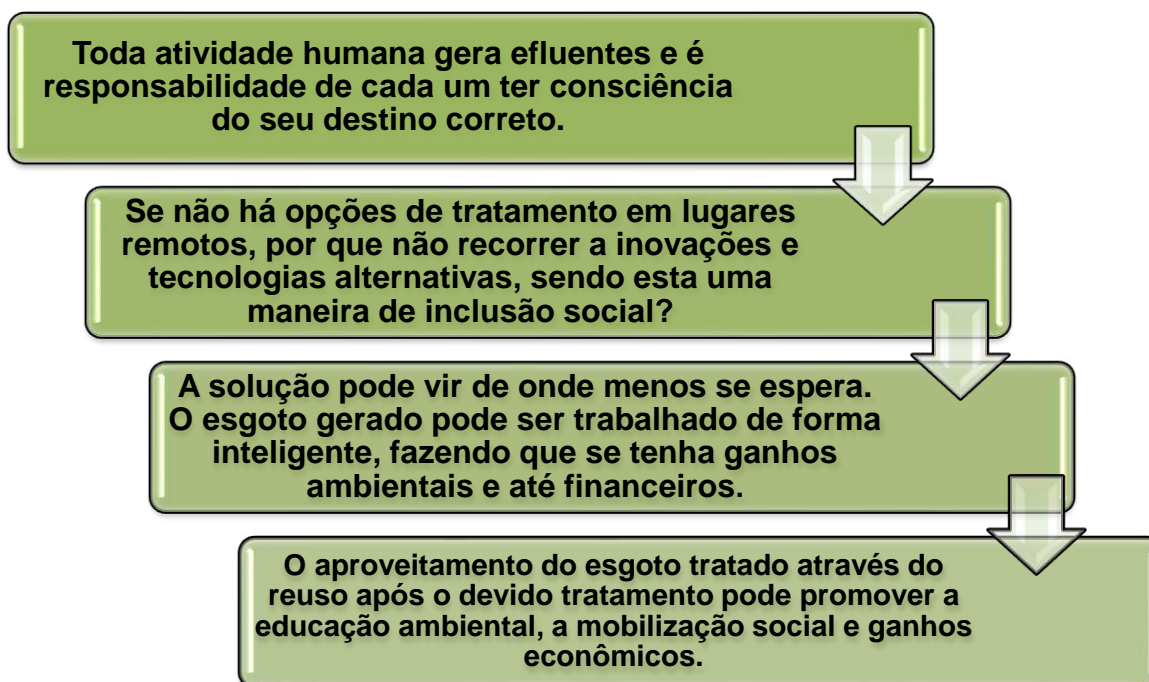 Toda atividade humana gera efluentes e é
responsabilidade de cada um ter consciência
do seu destino correto.
Se não há opções de tratamento em lugares
remotos, por que não recorrer a inovações e
tecnologias alternativas, sendo esta uma
maneira de inclusão social?
A solução pode vir de onde menos se espera.
O esgoto gerado pode ser trabalhado de forma
inteligente, fazendo que se tenha ganhos
ambientais e até financeiros.
O aproveitamento do esgoto tratado através do
reuso após o devido tratamento pode promover a
educação ambiental, a mobilização social e ganhos
econômicos.